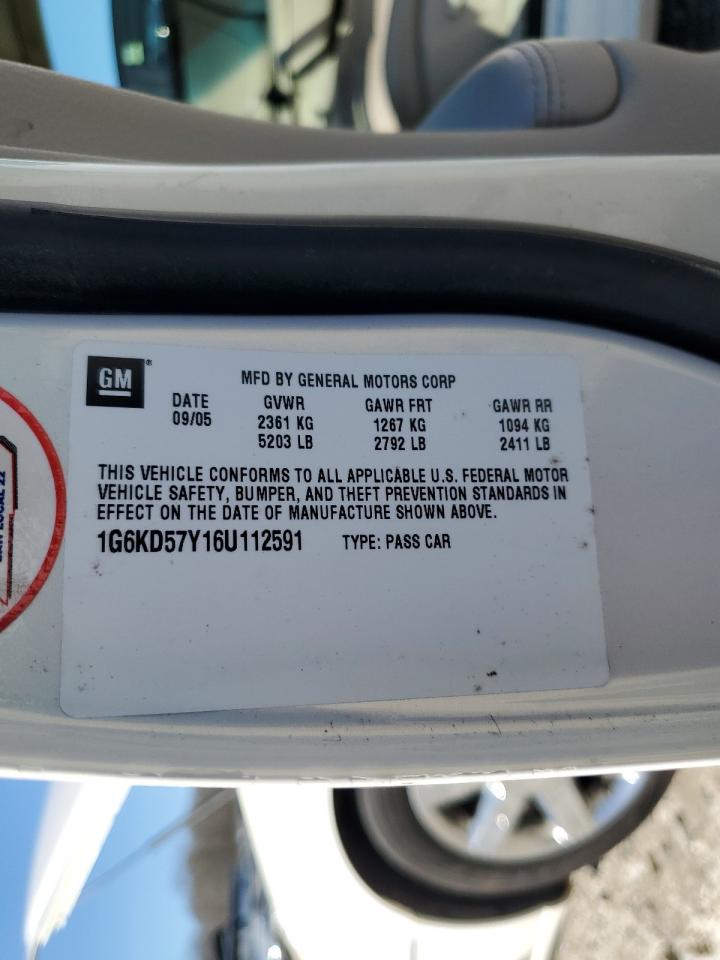 GM®
MFD BY GENERAL MOTORS CORP
DATE GVWR GAWR FRT GAWR RR
09/05 2361 KG 1267 KG 1094 KG
5203 LB 2792 LB 2411 LB
THIS VEHICLE CONFORMS TO ALL APPLICABLE U.S. FEDERAL MOTOR
VEHICLE SAFETY, BUMPER, AND THEFT PREVENTION STANDARDS IN
EFFECT ON THE DATE OF MANUFACTURE SHOWN ABOVE.
1G6KD57Y16U112591 TYPE: PASS CAR
LOCAL 22